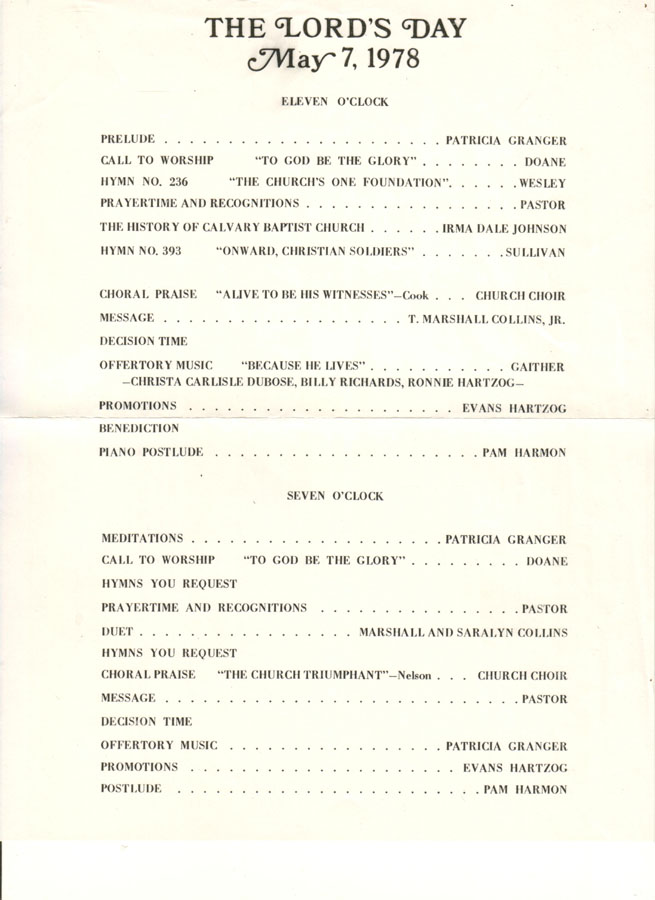 THE LORD'S DAY
May 7, 1978
ELEVEN O'CLOCK
PRELUDE . . . . . . . . . . . . . . . . . . . . . . PATRICIA GRANGER
CALL TO WORSHIP "TO GOD BE THE GLORY" . . . . . . . . DOANE
HYMN NO. 236 "THE CHURCH'S ONE FOUNDATION". . . . . . WESLEY
PRAYERTIME AND RECOGNITIONS . . . . . . . . . . . . . . . . . PASTOR
THE HISTORY OF CALVARY BAPTIST CHURCH . . . . . . IRMA DALE JOHNSON
HYMN NO. 393 "ONWARD, CHRISTIAN SOLDIERS" . . . . . . . SULLIVAN
CHORAL PRAISE "ALIVE TO BE HIS WITNESSES"—Cook . . . CHURCH CHOIR
MESSAGE . . . . . . . . . . . . . . . . . . . T. MARSHALL COLLINS, JR.
DECISION TIME
OFFERTORY MUSIC "BECAUSE HE LIVES" . . . . . . . . . . . GAITHER
—CHRISTA CARLISLE DUBOSE, BILLY RICHARDS, RONNIE HARTZOG—
PROMOTIONS . . . . . . . . . . . . . . . . . . . . . EVANS HARTZOG
BENEDICTION
PIANO POSTLUDE . . . . . . . . . . . . . . . . . . . . . PAM HARMON
SEVEN O'CLOCK
MEDITATIONS . . . . . . . . . . . . . . . . . . . . PATRICIA GRANGER
CALL TO WORSHIP "TO GOD BE THE GLORY" . . . . . . . . . DOANE
HYMNS YOU REQUEST
PRAYERTIME AND RECOGNITIONS . . . . . . . . . . . . . . . . PASTOR
DUET . . . . . . . . . . . . . . . . . MARSHALL AND SARALYN COLLINS
HYMNS YOU REQUEST
CHORAL PRAISE "THE CHURCH TRIUMPHANT"—Nelson . . . CHURCH CHOIR
MESSAGE . . . . . . . . . . . . . . . . . . . . . . . . . . . . PASTOR
DECISION TIME
OFFERTORY MUSIC . . . . . . . . . . . . . . . . . PATRICIA GRANGER
PROMOTIONS . . . . . . . . . . . . . . . . . . . . . EVANS HARTZOG
POSTLUDE . . . . . . . . . . . . . . . . . . . . . . . . PAM HARMON